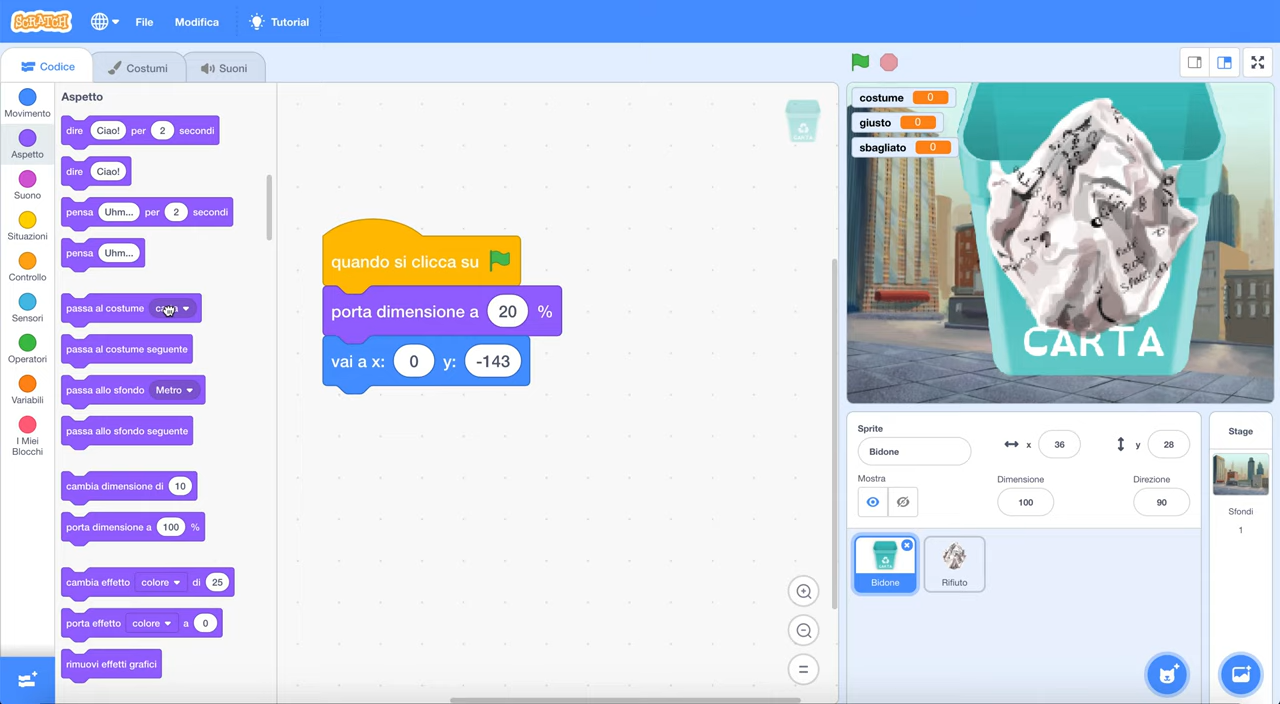 SCRATCH
File
Modifica
Tutorial
Codice
Costumi
Suoni
Movimento
Aspetto
Suono
Situazioni
Controllo
Sensori
Operatori
Variabili
I Miei
Blocchi
Aspetto
dire Ciao! per 2 secondi
dire Ciao!
pensa Uhm... per 2 secondi
pensa Uhm...
passa al costume
passa al costume seguente
passa allo sfondo Metro
passa allo sfondo seguente
cambia dimensione di 10
porta dimensione a 100 %
cambia effetto colore di 25
porta effetto colore a 0
rimuovi effetti grafici
quando si clicca su
porta dimensione a 20 %
vai a x: 0 y: -143
CARTA
costume 0
giusto 0
sbagliato 0
CARTA
Sprite
Bidone
x 36
y 28
Mostra
Dimensione
100
Direzione
90
CARTA
Bidone
Rifiuto
Stage
Sfondi
1